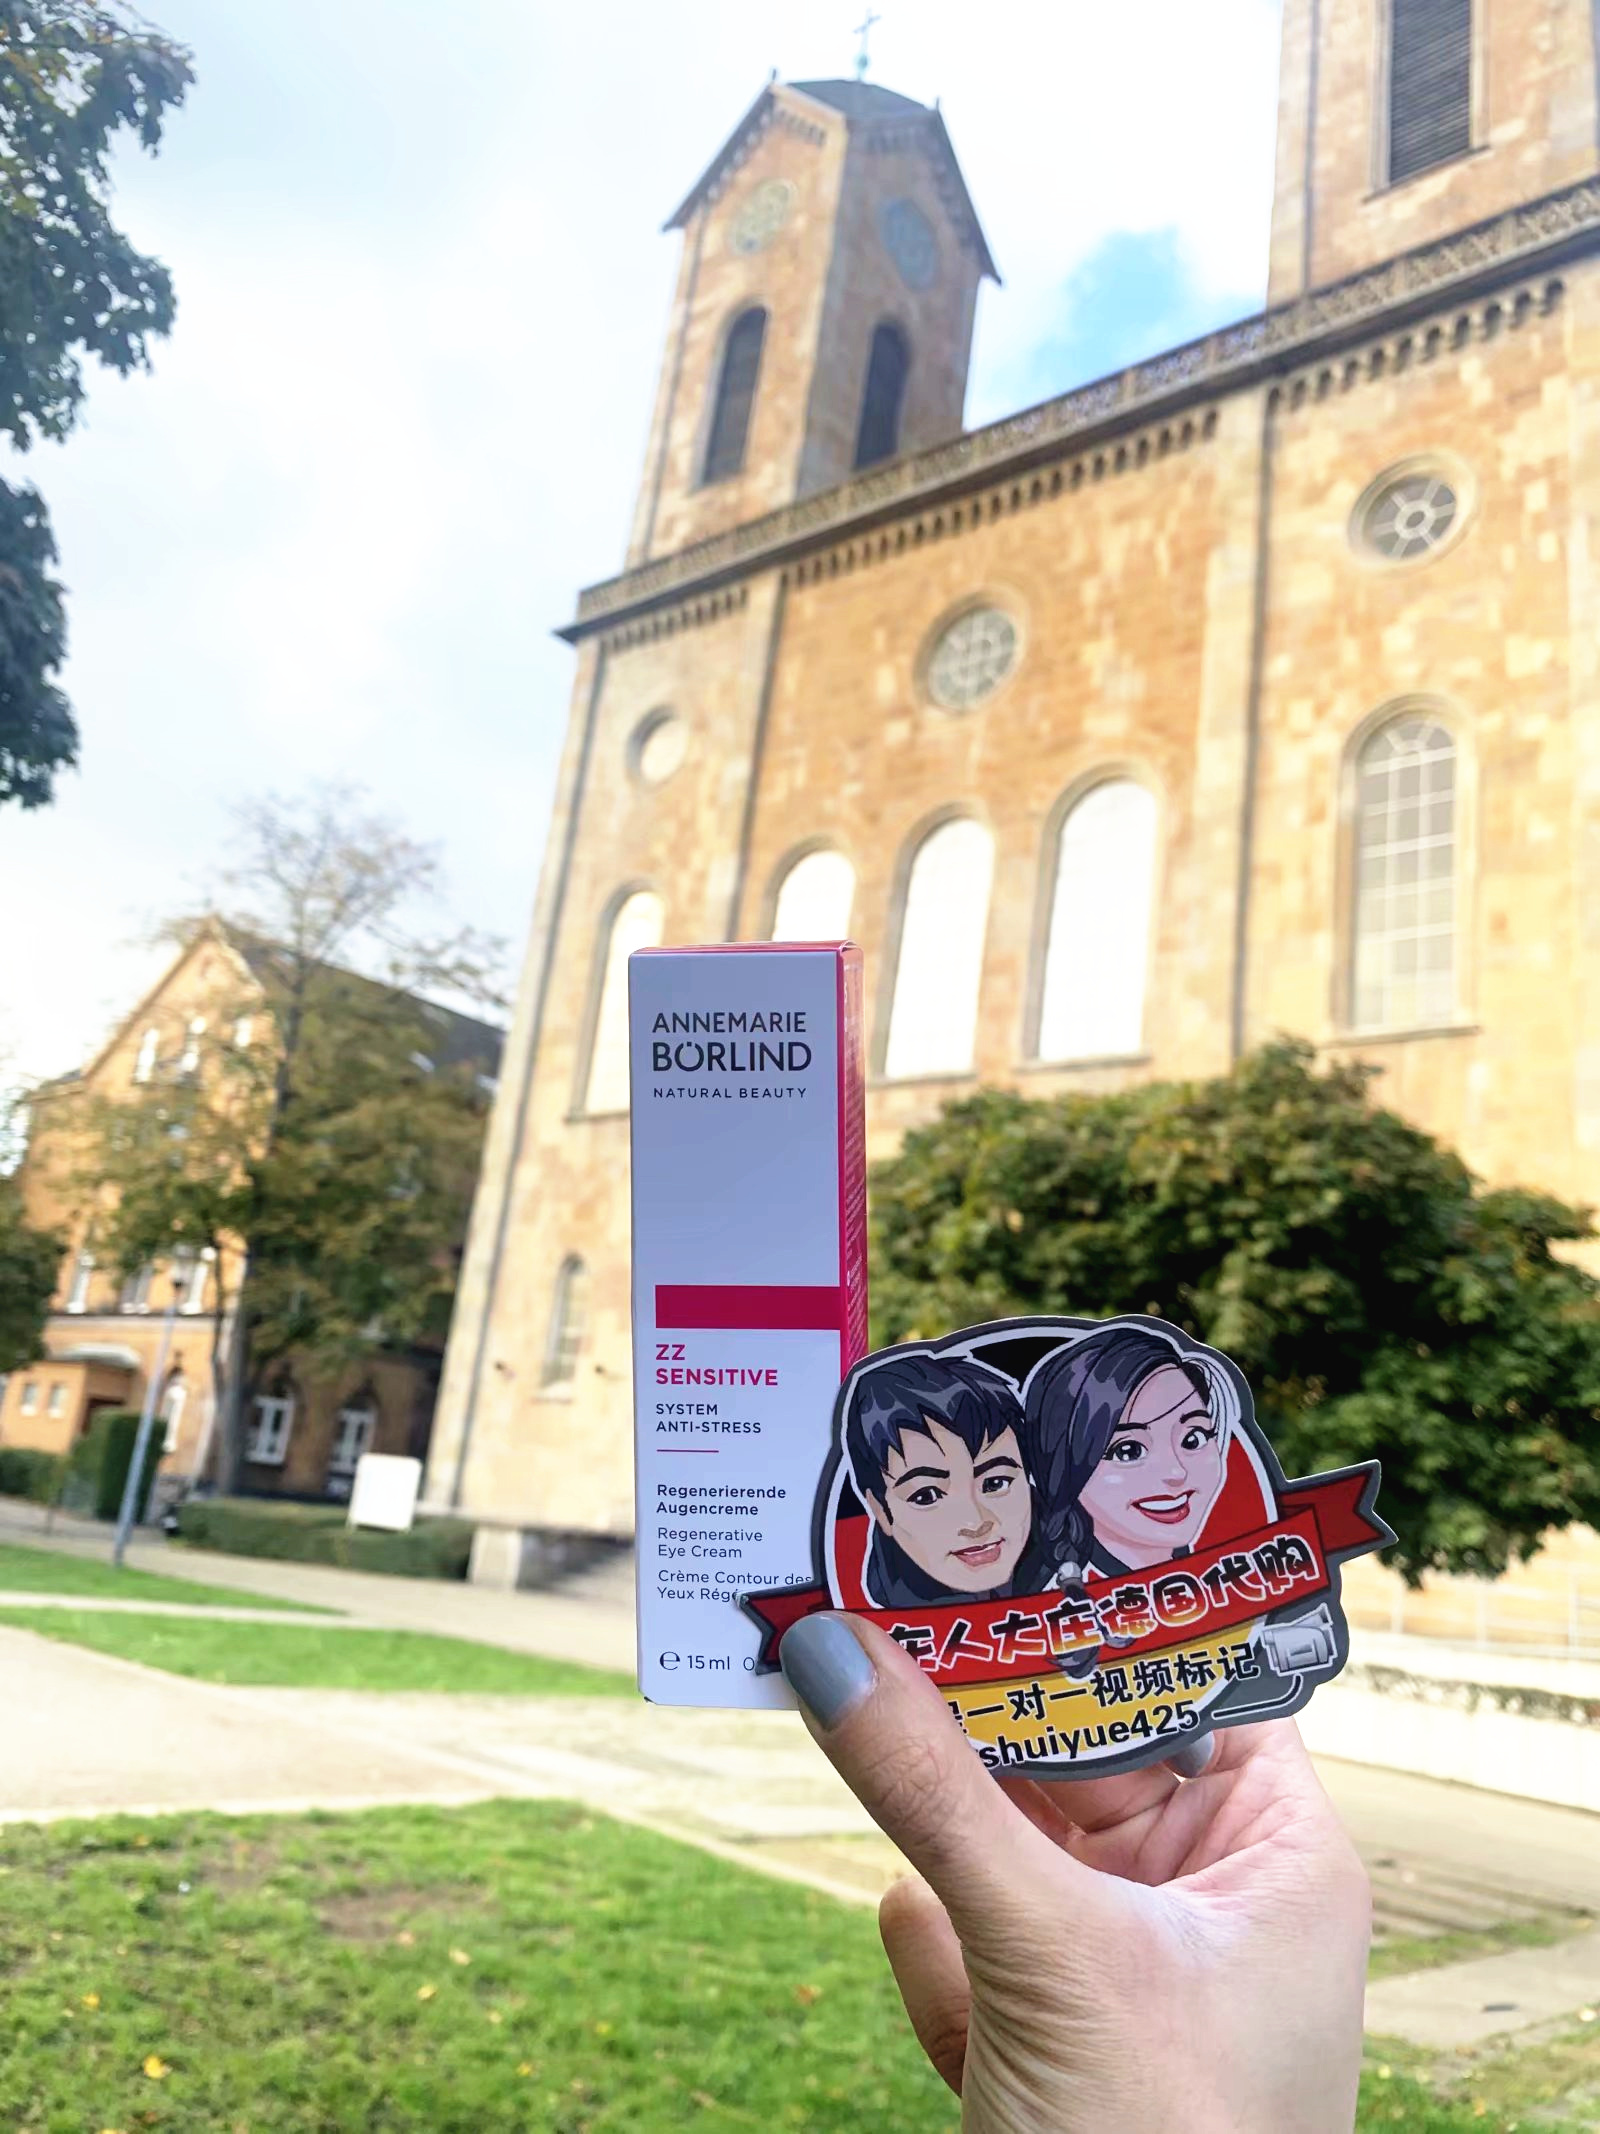 ANNEMARIE
BÖRLIND
NATURAL BEAUTY
ZZ
SENSITIVE
SYSTEM
ANTI-STRESS
Regenerierende
Augencreme
Regenerative
Eye Cream
Crème Contour des
Yeux
℮ 15 ml
人大庄德国代购
一对一视频标记
shuiyue425